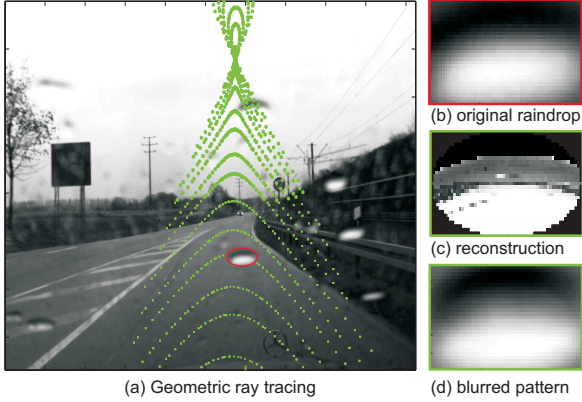 (a) Geometric ray tracing
(b) original raindrop
(c) reconstruction
(d) blurred pattern